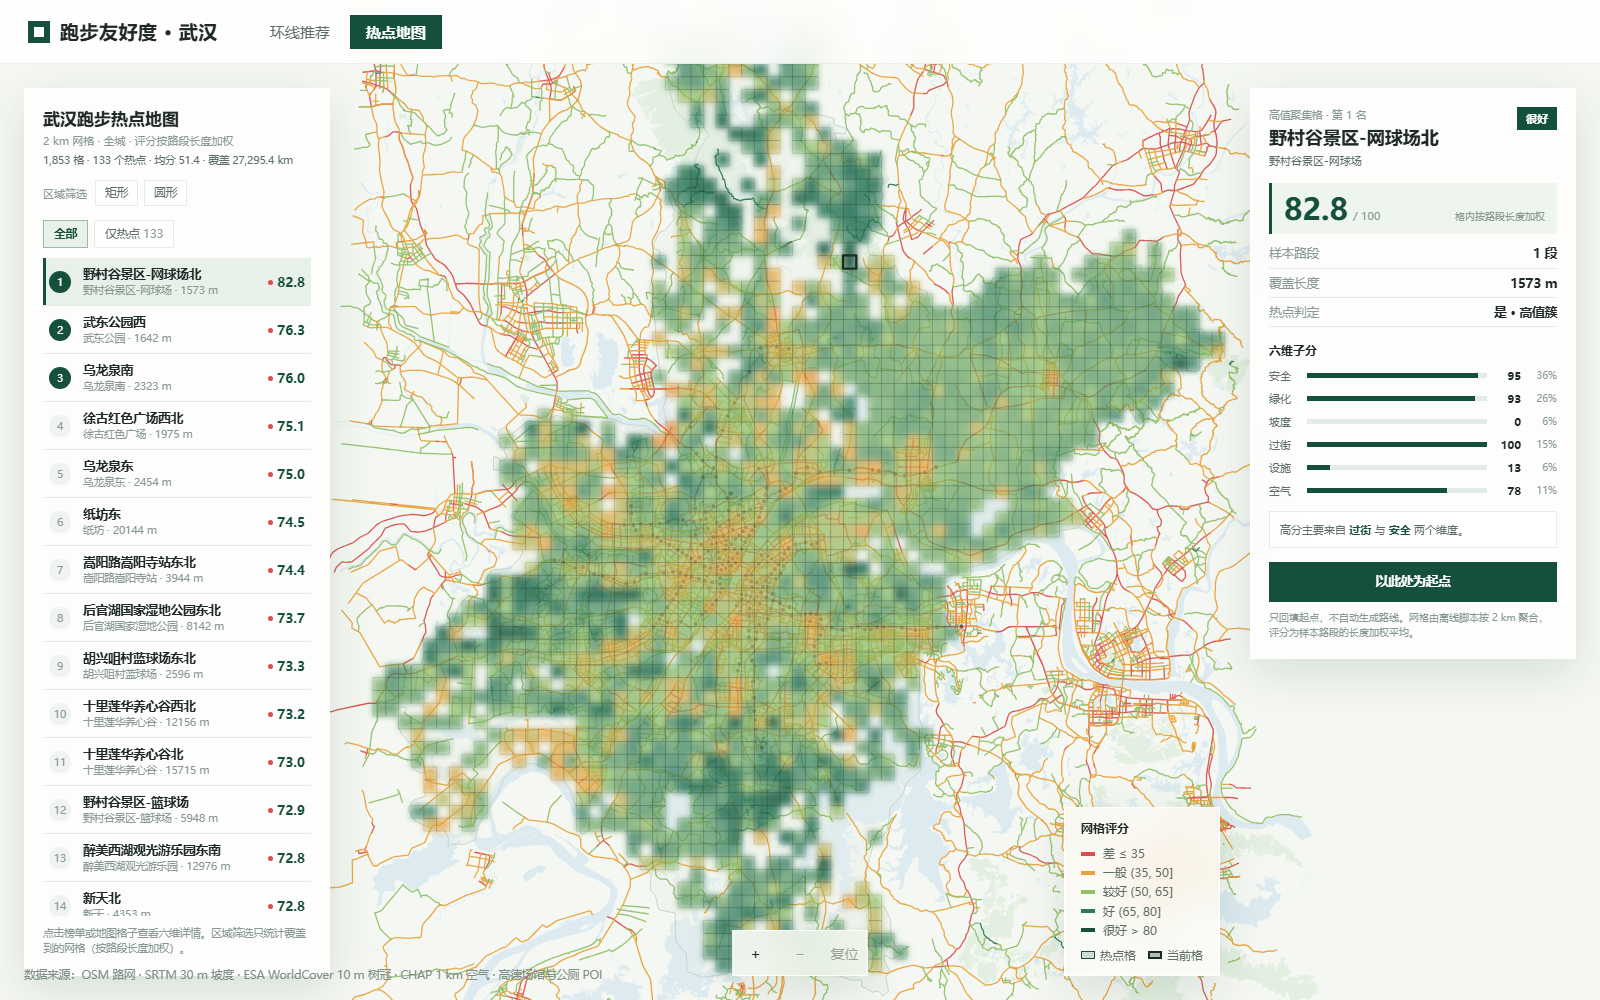 跑步友好度 • 武汉
环线推荐
热点地图
武汉跑步热点地图
2 km 网格 · 全城 · 评分按路段长度加权
1,853 格 · 133 个热点 · 均分 51.4 · 覆盖 27,295.4 km
区域筛选 矩形 圆形
全部 仅热点 133
1 野村谷景区-网球场北 82.8
野村谷景区-网球场 · 1573 m
2 武东公园西 76.3
武东公园 · 1642 m
3 乌龙泉南 76.0
乌龙泉南 · 2323 m
4 徐古红色广场西北 75.1
徐古红色广场 · 1975 m
5 乌龙泉东 75.0
乌龙泉东 · 2454 m
6 纸坊东 74.5
纸坊 · 20144 m
7 嵩阳路嵩阳寺站东北 74.4
嵩阳路嵩阳寺站 · 3944 m
8 后官湖国家湿地公园东北 73.7
后官湖国家湿地公园 · 8142 m
9 胡兴咀村篮球场东北 73.3
胡兴咀村篮球场 · 2596 m
10 十里莲华养心谷西北 73.2
十里莲华养心谷 · 12156 m
11 十里莲华养心谷北 73.0
十里莲华养心谷 · 15715 m
12 野村谷景区-篮球场 72.9
野村谷景区-篮球场 · 5948 m
13 醉美西湖观光游乐园东南 72.8
醉美西湖观光游乐园 · 12976 m
14 新天北 72.8
新天 · 4353 m
点击榜单或地图格子查看六维详情。区域筛选只统计覆盖
到的网格（按路段长度加权）。
数据来源：OSM 路网 · SRTM 30 m 坡度 · ESA WorldCover 10 m 树冠 · CHAP 1 km 空气 · 高德场馆与公厕 POI
+ − 复位
网格评分
差 ≤ 35
一般 (35, 50]
较好 (50, 65]
好 (65, 80]
很好 > 80
热点格 当前格
高值聚集格 · 第 1 名
很好
野村谷景区-网球场北
野村谷景区-网球场
82.8 / 100 格内按路段长度加权
样本路段 1 段
覆盖长度 1573 m
热点判定 是 • 高值簇
六维子分
安全 95 36%
绿化 93 26%
坡度 0 6%
过街 100 15%
设施 13 6%
空气 78 11%
高分主要来自 过街 与 安全 两个维度。
以此处为起点
只回填起点，不自动生成路线。网格由离线脚本按 2 km 聚合，
评分为样本路段的长度加权平均。